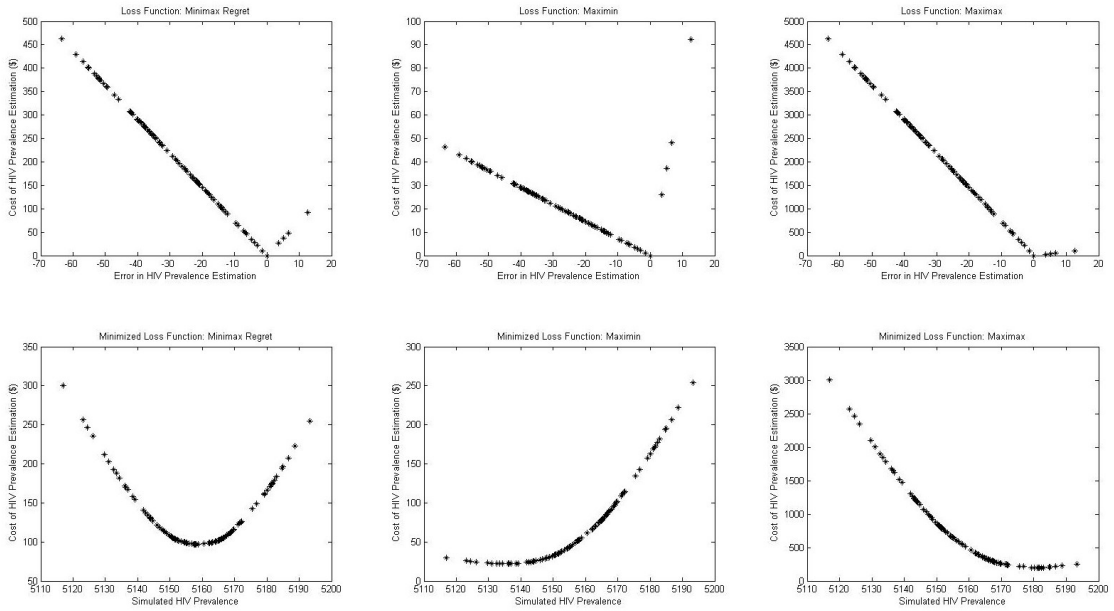 Loss Function: Minimax Regret
500
450
400
350
300
250
200
150
100
50
0
Cost of HIV Prevalence Estimation ($)
-70 -60 -50 -40 -30 -20 -10 0 10 20
Error in HIV Prevalence Estimation
Loss Function: Maximin
100
90
80
70
60
50
40
30
20
10
0
Cost of HIV Prevalence Estimation ($)
-70 -60 -50 -40 -30 -20 -10 0 10 20
Error in HIV Prevalence Estimation
Loss Function: Maximax
5000
4500
4000
3500
3000
2500
2000
1500
1000
500
0
Cost of HIV Prevalence Estimation ($)
-70 -60 -50 -40 -30 -20 -10 0 10 20
Error in HIV Prevalence Estimation
Minimized Loss Function: Minimax Regret
350
300
250
200
150
100
50
Cost of HIV Prevalence Estimation ($)
5110 5120 5130 5140 5150 5160 5170 5180 5190 5200
Simulated HIV Prevalence
Minimized Loss Function: Maximin
300
250
200
150
100
50
0
Cost of HIV Prevalence Estimation ($)
5110 5120 5130 5140 5150 5160 5170 5180 5190 5200
Simulated HIV Prevalence
Minimized Loss Function: Maximax
3500
3000
2500
2000
1500
1000
500
0
Cost of HIV Prevalence Estimation ($)
5110 5120 5130 5140 5150 5160 5170 5180 5190 5200
Simulated HIV Prevalence